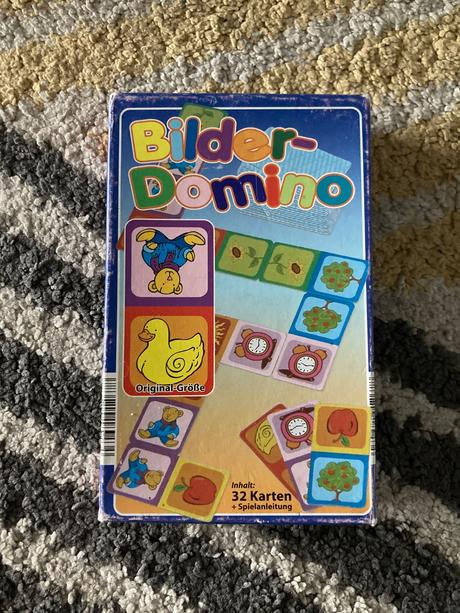 Bilder-
Domino
Original-Größe
Inhalt:
32 Karten
+ Spielanleitung